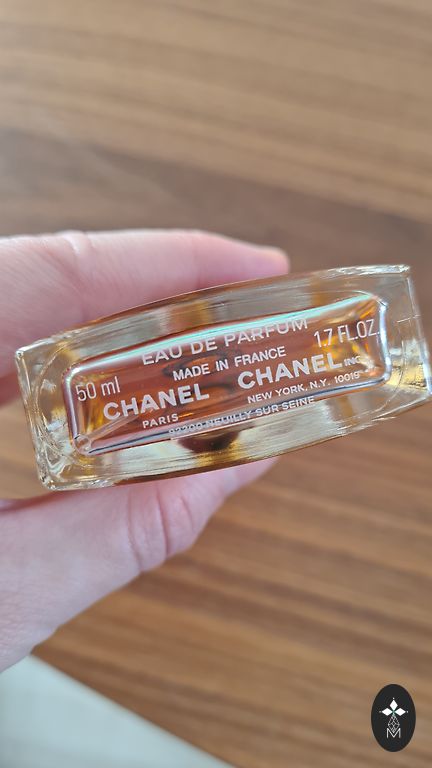 EAU DE PARFUM
50 ml 1.7 FL.OZ.
MADE IN FRANCE
CHANEL CHANEL INC
PARIS NEW YORK, N.Y. 10019
92200 NEUILLY SUR SEINE
M